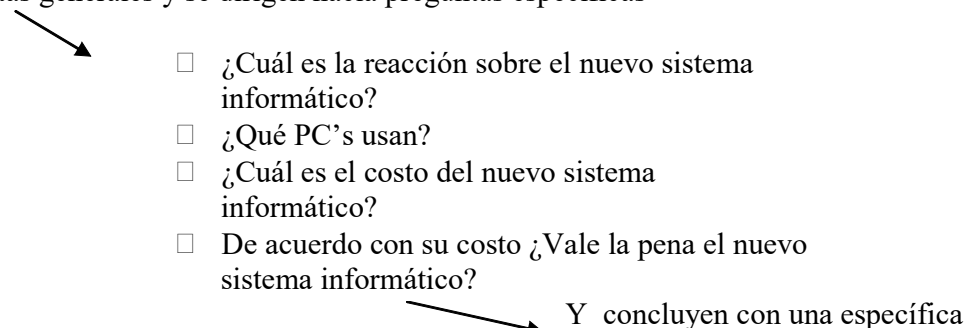 generales y se dirigen hacia preguntas específicas
□ ¿Cuál es la reacción sobre el nuevo sistema
informático?
□ ¿Qué PC’s usan?
□ ¿Cuál es el costo del nuevo sistema
informático?
□ De acuerdo con su costo ¿Vale la pena el nuevo
sistema informático?
Y concluyen con una específica